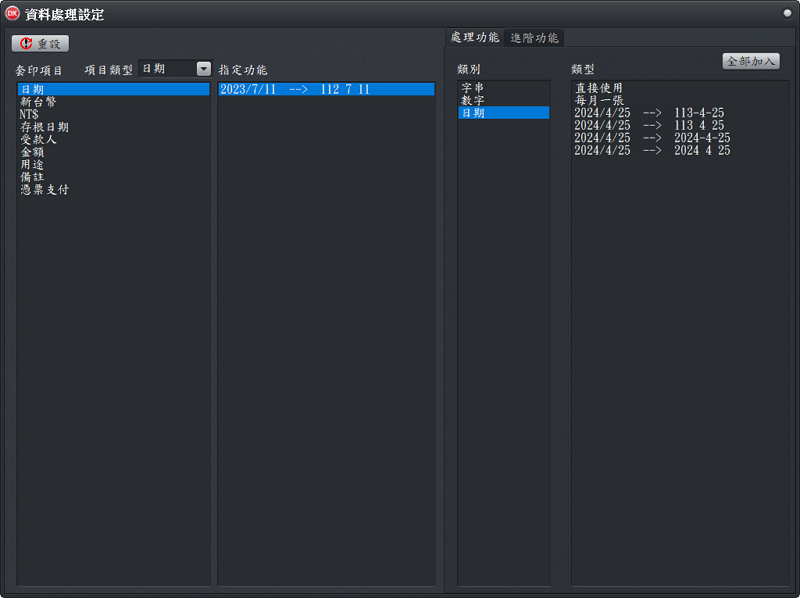 DX 資料處理設定
重設
套印項目 項目類型 日期 指定功能
日期
新台幣
NT$
存根日期
受款人
金額
用途
備註
憑票支付
2023/7/11 --> 112 7 11
處理功能 進階功能
全部加入
類別 類型
字串
數字
日期
直接使用
每月一張
2024/4/25 --> 113-4-25
2024/4/25 --> 113 4 25
2024/4/25 --> 2024-4-25
2024/4/25 --> 2024 4 25